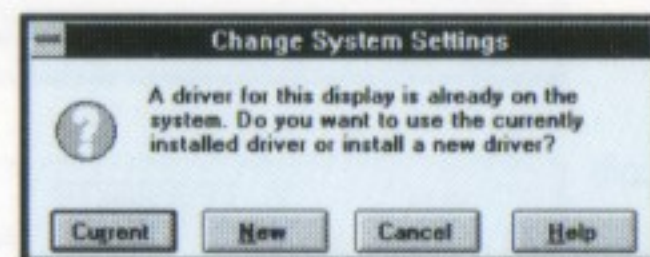 Change System Settings
A driver for this display is already on the
system. Do you want to use the currently
installed driver or install a new driver?
Current New Cancel Help